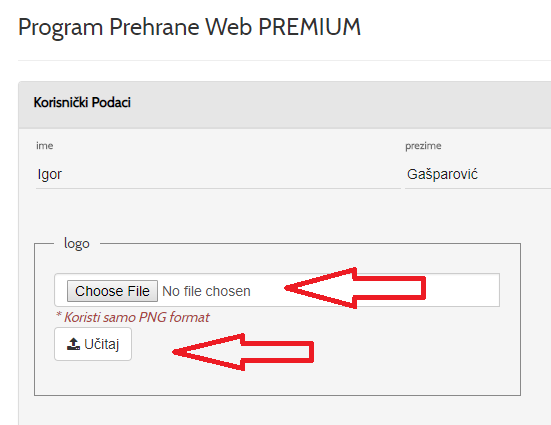 Program Prehrane Web PREMIUM
Korisnički Podaci
ime prezime
Igor Gašparović
logo
Choose File No file chosen
* Koristi samo PNG format
Učitaj